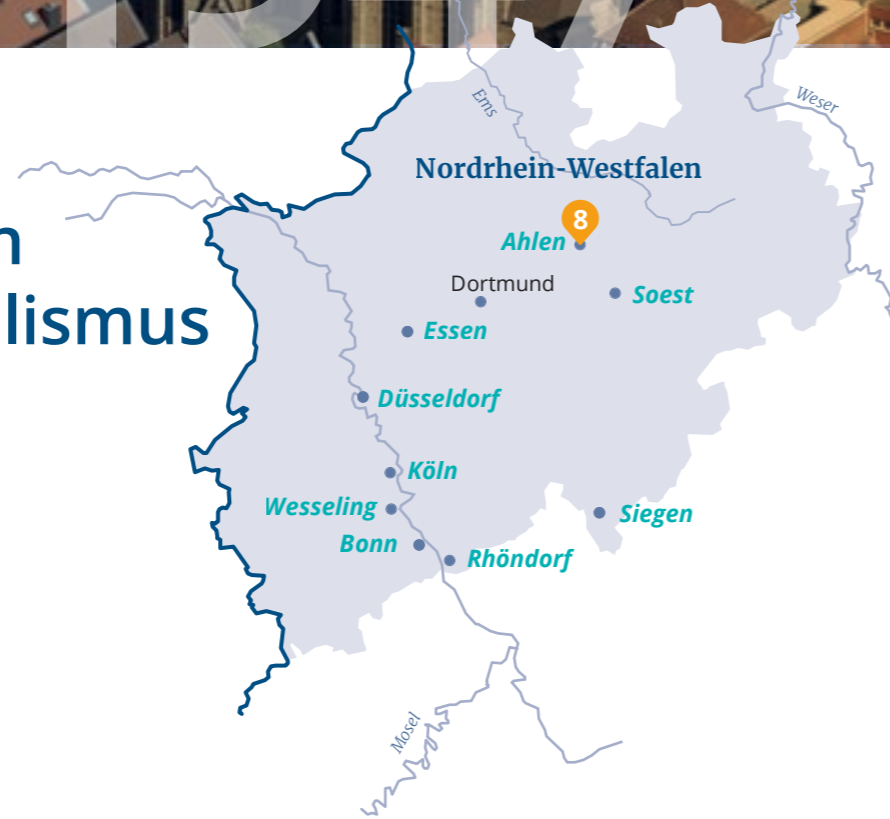 Ems
Weser
Nordrhein-Westfalen
8
n
lismus
Ahlen
Dortmund
Soest
Essen
Düsseldorf
Köln
Wesseling
Siegen
Bonn
Rhöndorf
Mosel